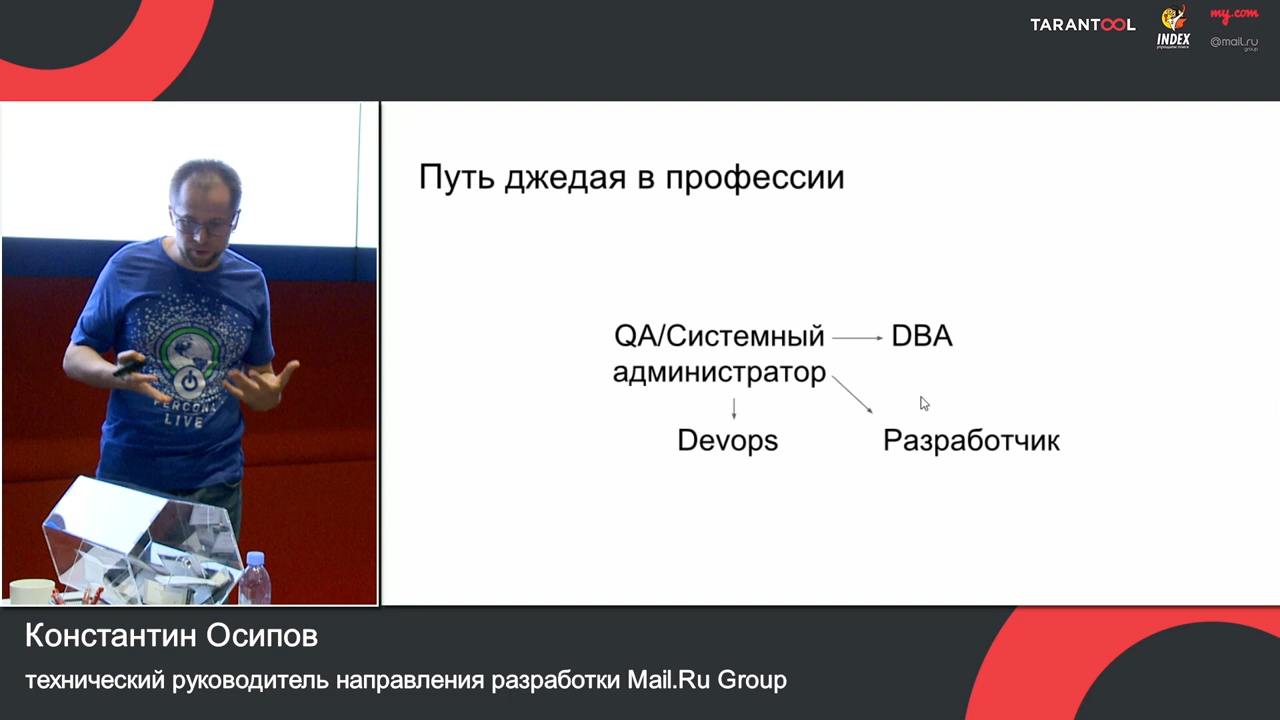 TARANTOOL
INDEX
my.com
@mail.ru
group
Путь джедая в профессии
QA/Системный
администратор
DBA
Devops
Разработчик
PERCONA
LIVE
Константин Осипов
технический руководитель направления разработки Mail.Ru Group